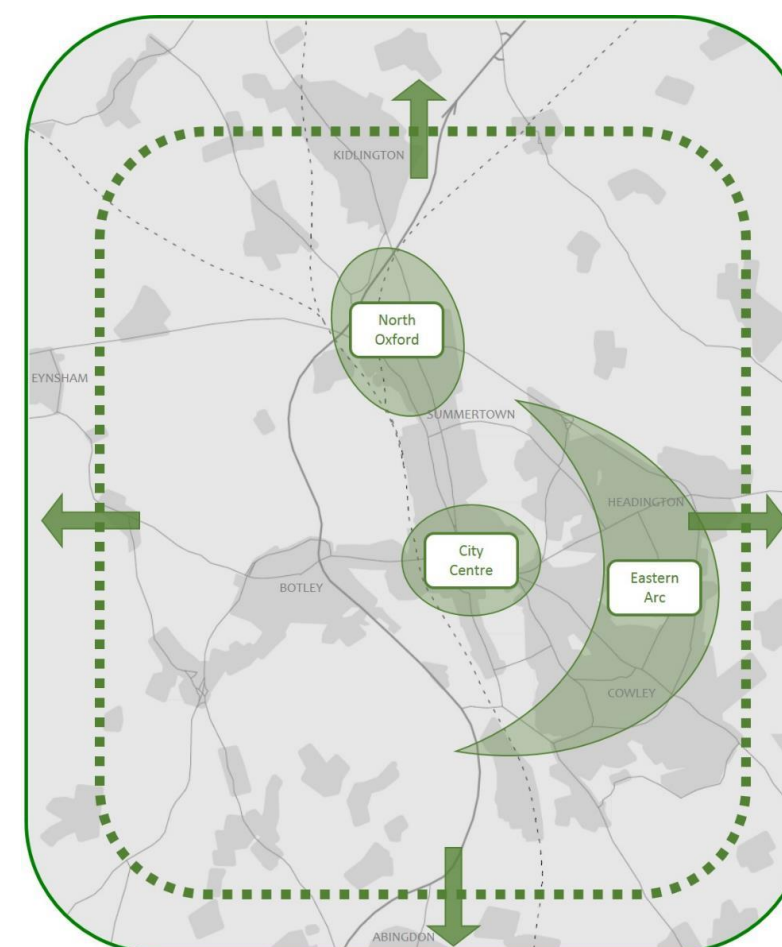 KIDLINGTON
North
Oxford
EYNSHAM
SUMMERTOWN
HEADINGTON
City
Centre
Eastern
Arc
BOTLEY
COWLEY
ABINGDON